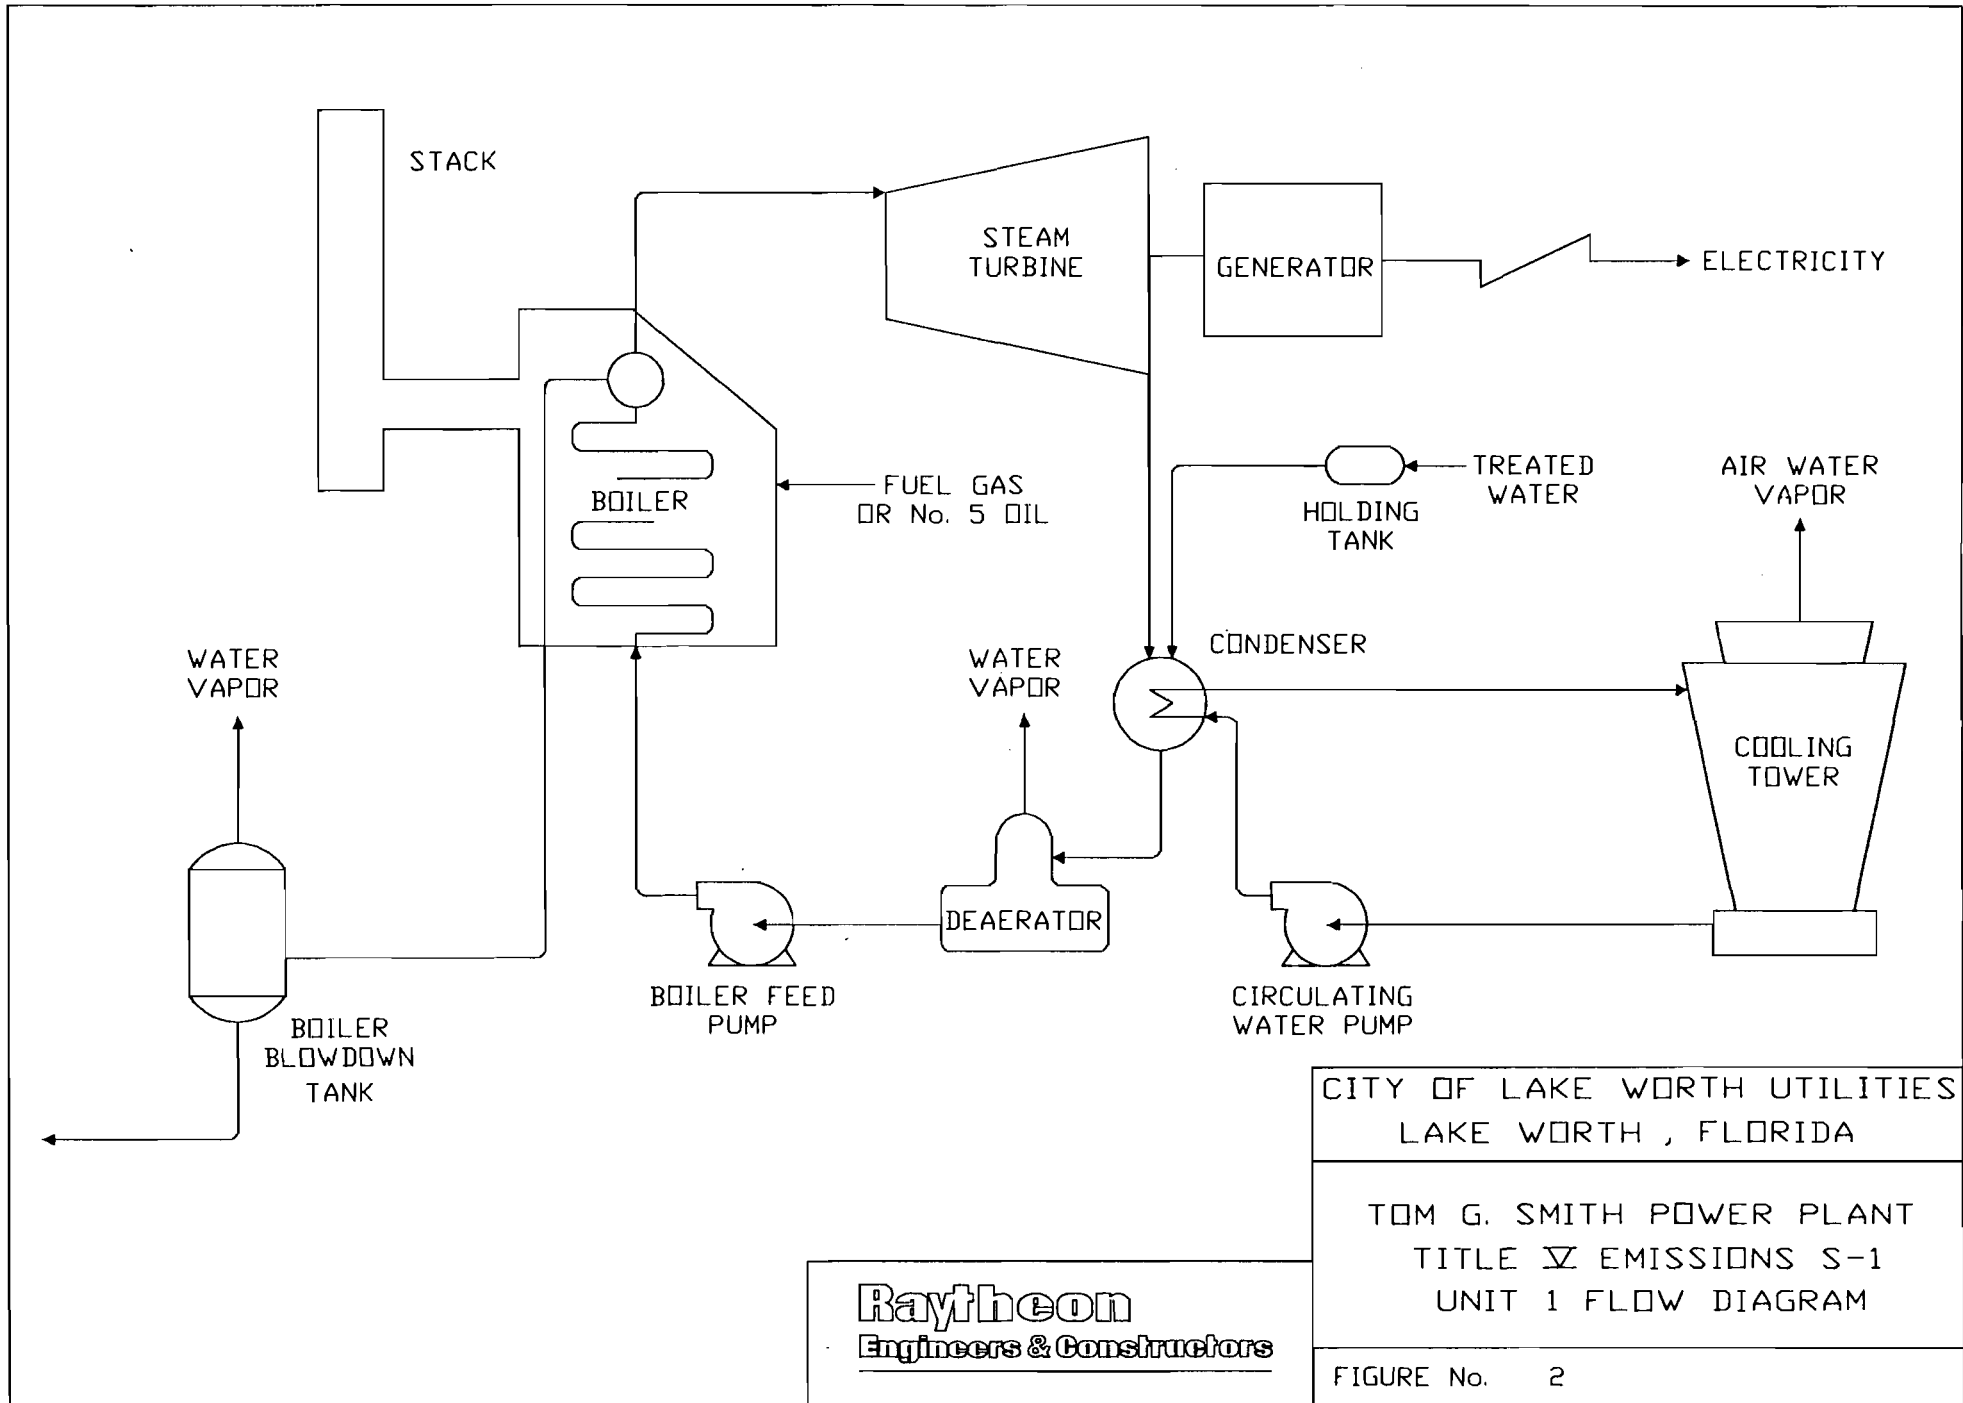 STACK
STEAM
TURBINE
GENERATOR
ELECTRICITY
BOILER
FUEL GAS
OR No. 5 OIL
TREATED
WATER
HOLDING
TANK
AIR WATER
VAPOR
WATER
VAPOR
WATER
VAPOR
CONDENSER
COOLING
TOWER
DEAERATOR
BOILER FEED
PUMP
CIRCULATING
WATER PUMP
BOILER
BLOWDOWN
TANK
CITY OF LAKE WORTH UTILITIES
LAKE WORTH , FLORIDA
TOM G. SMITH POWER PLANT
TITLE V EMISSIONS S-1
UNIT 1 FLOW DIAGRAM
Raytheon
Engineers & Constructors
FIGURE No. 2